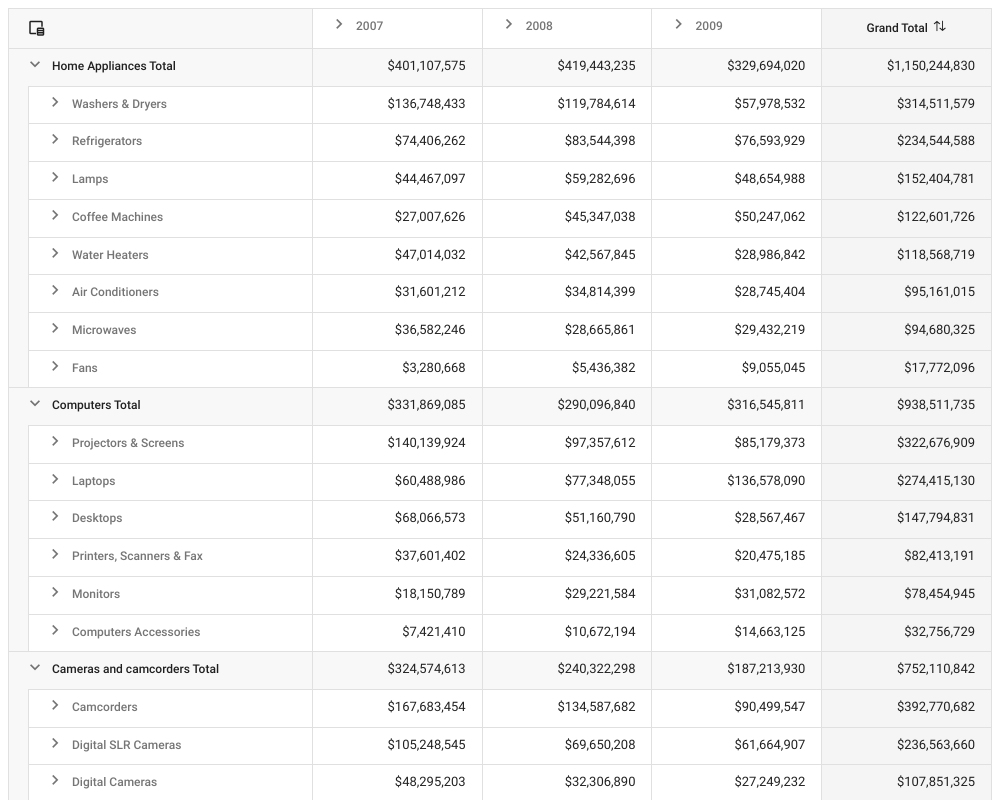 2007 2008 2009 Grand Total
Home Appliances Total $401,107,575 $419,443,235 $329,694,020 $1,150,244,830
Washers & Dryers $136,748,433 $119,784,614 $57,978,532 $314,511,579
Refrigerators $74,406,262 $83,544,398 $76,593,929 $234,544,588
Lamps $44,467,097 $59,282,696 $48,654,988 $152,404,781
Coffee Machines $27,007,626 $45,347,038 $50,247,062 $122,601,726
Water Heaters $47,014,032 $42,567,845 $28,986,842 $118,568,719
Air Conditioners $31,601,212 $34,814,399 $28,745,404 $95,161,015
Microwaves $36,582,246 $28,665,861 $29,432,219 $94,680,325
Fans $3,280,668 $5,436,382 $9,055,045 $17,772,096
Computers Total $331,869,085 $290,096,840 $316,545,811 $938,511,735
Projectors & Screens $140,139,924 $97,357,612 $85,179,373 $322,676,909
Laptops $60,488,986 $77,348,055 $136,578,090 $274,415,130
Desktops $68,066,573 $51,160,790 $28,567,467 $147,794,831
Printers, Scanners & Fax $37,601,402 $24,336,605 $20,475,185 $82,413,191
Monitors $18,150,789 $29,221,584 $31,082,572 $78,454,945
Computers Accessories $7,421,410 $10,672,194 $14,663,125 $32,756,729
Cameras and camcorders Total $324,574,613 $240,322,298 $187,213,930 $752,110,842
Camcorders $167,683,454 $134,587,682 $90,499,547 $392,770,682
Digital SLR Cameras $105,248,545 $69,650,208 $61,664,907 $236,563,660
Digital Cameras $48,295,203 $32,306,890 $27,249,232 $107,851,325